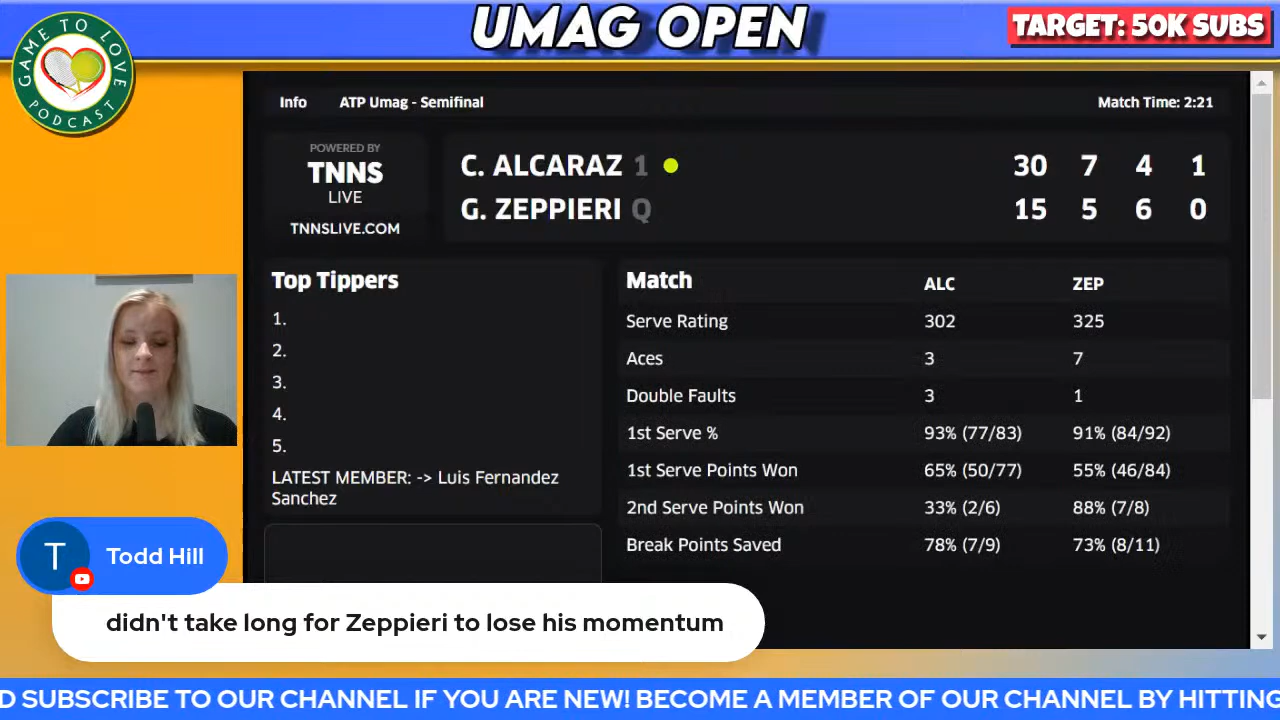 UMAG OPEN
TARGET: 50K SUBS
GAME TO LOVE
PODCAST
Info ATP Umag - Semifinal Match Time: 2:21
POWERED BY
TNNS
LIVE
TNNSLIVE.COM
C. ALCARAZ 1 30 7 4 1
G. ZEPPIERI Q 15 5 6 0
Top Tippers
1.
2.
3.
4.
5.
LATEST MEMBER: -> Luis Fernandez
Sanchez
Match ALC ZEP
Serve Rating 302 325
Aces 3 7
Double Faults 3 1
1st Serve % 93% (77/83) 91% (84/92)
1st Serve Points Won 65% (50/77) 55% (46/84)
2nd Serve Points Won 33% (2/6) 88% (7/8)
Break Points Saved 78% (7/9) 73% (8/11)
T Todd Hill
didn't take long for Zeppieri to lose his momentum
D SUBSCRIBE TO OUR CHANNEL IF YOU ARE NEW! BECOME A MEMBER OF OUR CHANNEL BY HITTING